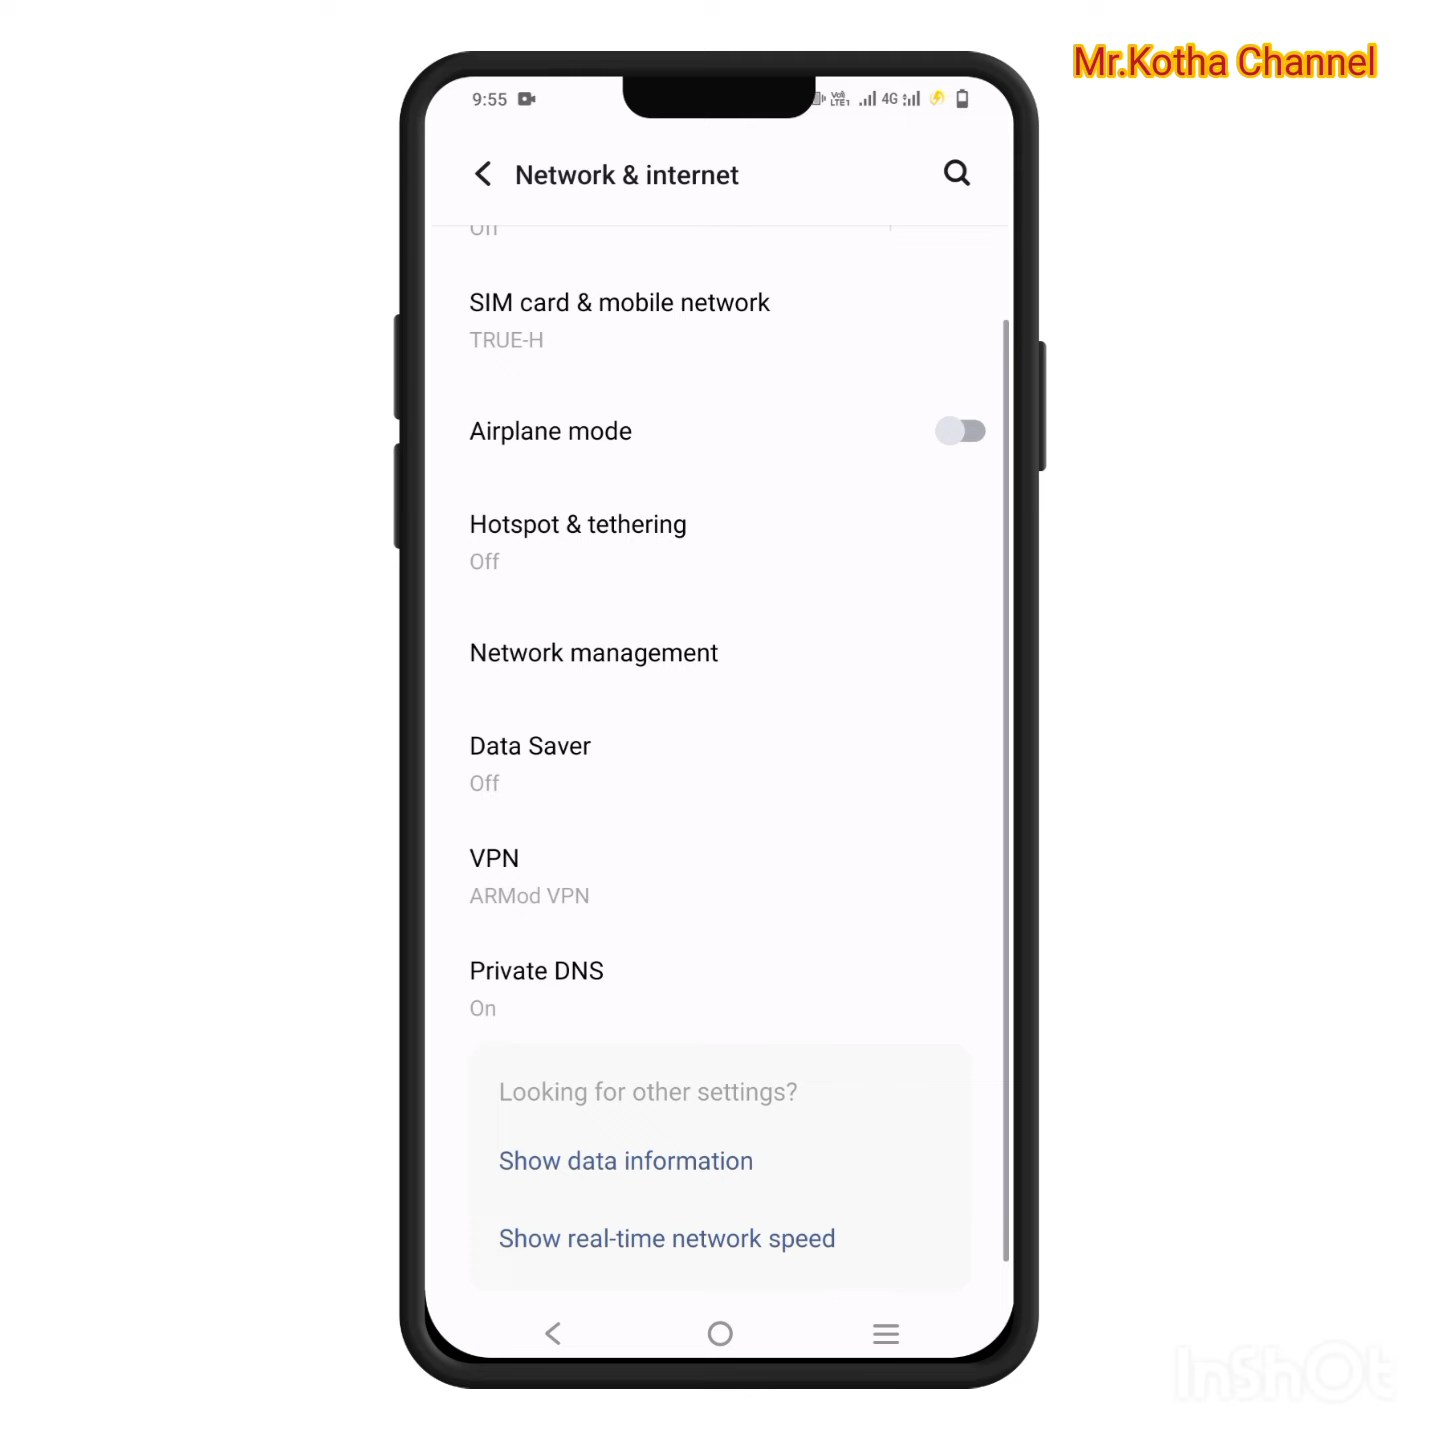 Mr.Kotha Channel
9:55 4G
Network & internet
Off
SIM card & mobile network
TRUE-H
Airplane mode
Hotspot & tethering
Off
Network management
Data Saver
Off
VPN
ARMod VPN
Private DNS
On
Looking for other settings?
Show data information
Show real-time network speed
InShOt